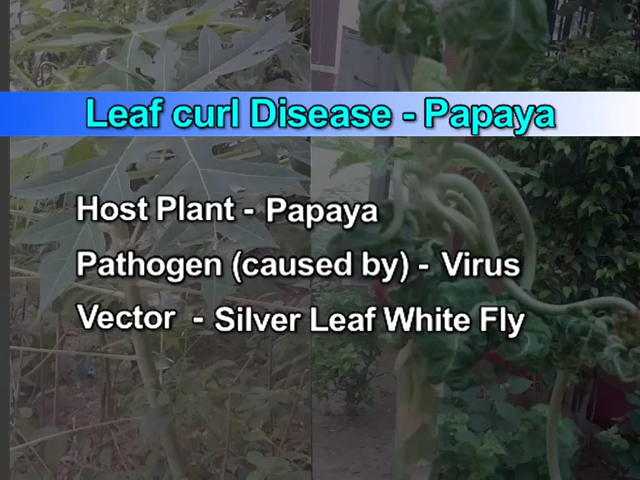 Leaf curl Disease - Papaya
Host Plant - Papaya
Pathogen (caused by) - Virus
Vector - Silver Leaf White Fly